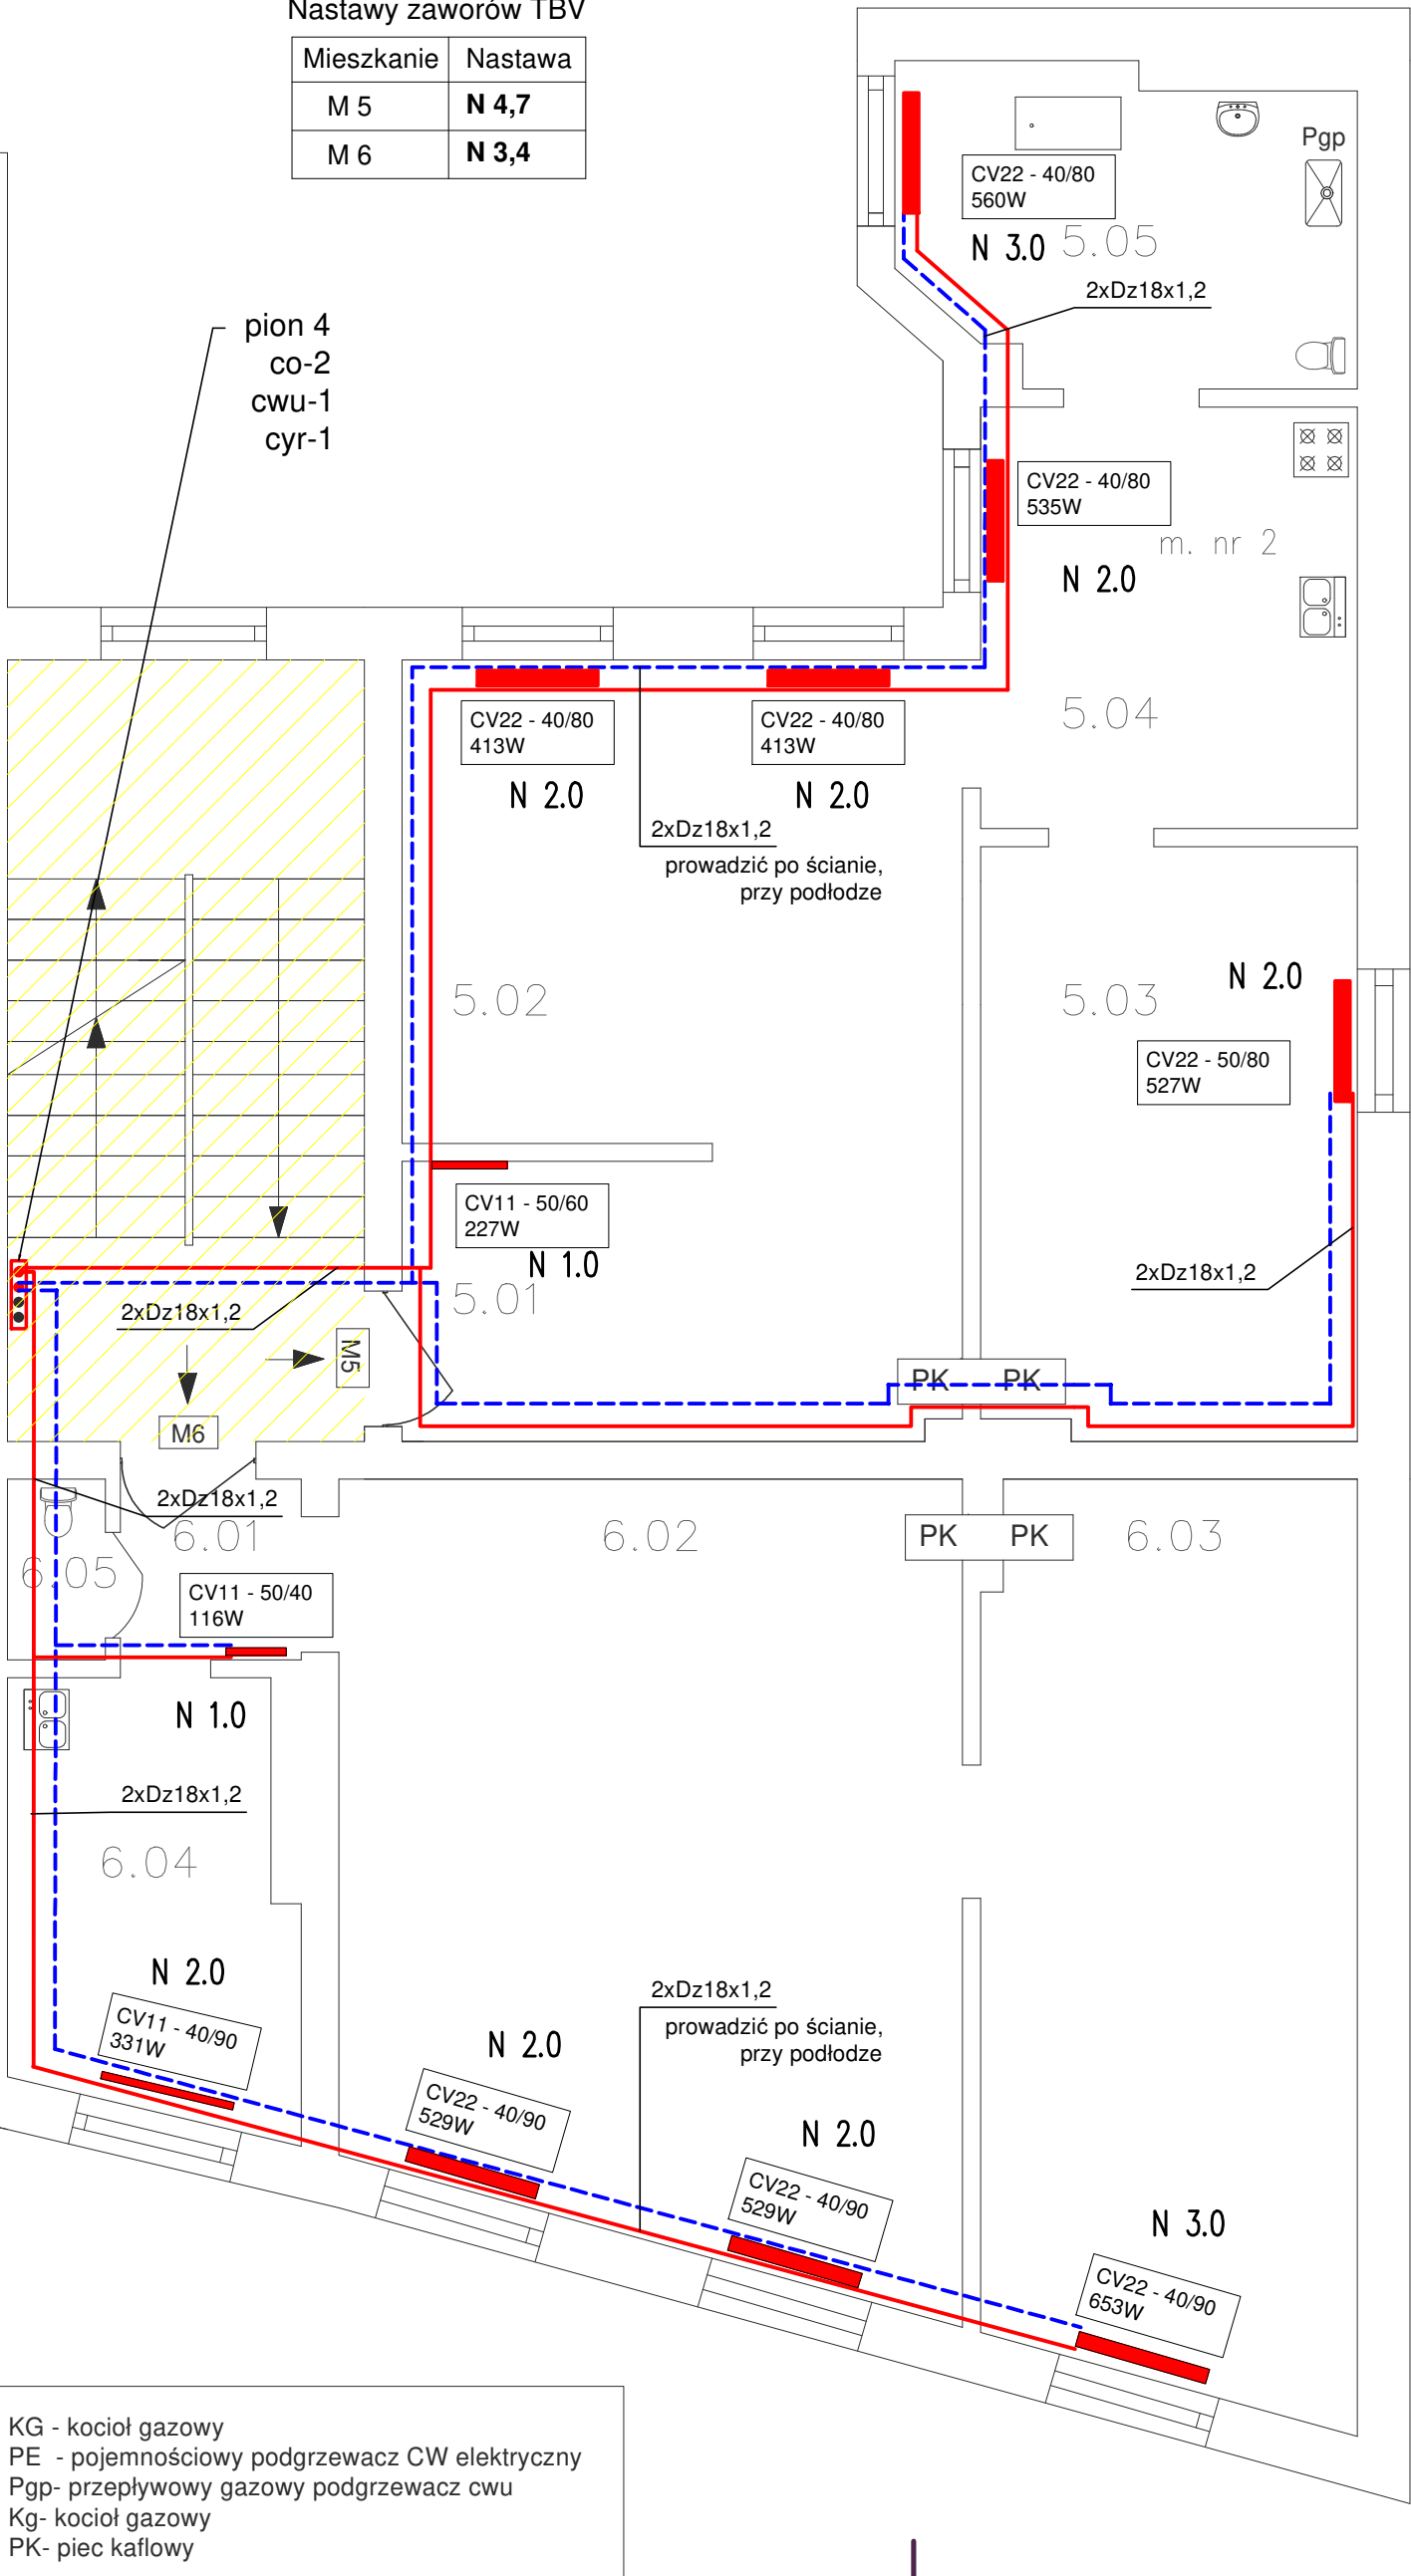 Nastawy zaworów TBV
Mieszkanie Nastawa
M 5 N 4,7
M 6 N 3,4
pion 4
co-2
cwu-1
cyr-1
CV22 - 40/80
560W
N 3.0
5.05
Pgp
2xDz18x1,2
CV22 - 40/80
535W
m. nr 2
N 2.0
5.04
CV22 - 40/80
413W
N 2.0
CV22 - 40/80
413W
N 2.0
2xDz18x1,2
prowadzić po ścianie,
przy podłodze
5.02
5.03
N 2.0
CV22 - 50/80
527W
CV11 - 50/60
227W
N 1.0
5.01
2xDz18x1,2
2xDz18x1,2
M5
M6
PK PK
2xDz18x1,2
6.01
6.05
6.02
PK PK
6.03
CV11 - 50/40
116W
N 1.0
2xDz18x1,2
6.04
N 2.0
CV11 - 40/90
331W
N 2.0
CV22 - 40/90
529W
2xDz18x1,2
prowadzić po ścianie,
przy podłodze
N 2.0
CV22 - 40/90
529W
N 3.0
CV22 - 40/90
653W
KG - kocioł gazowy
PE - pojemnościowy podgrzewacz CW elektryczny
Pgp- przepływowy gazowy podgrzewacz cwu
Kg- kocioł gazowy
PK- piec kaflowy